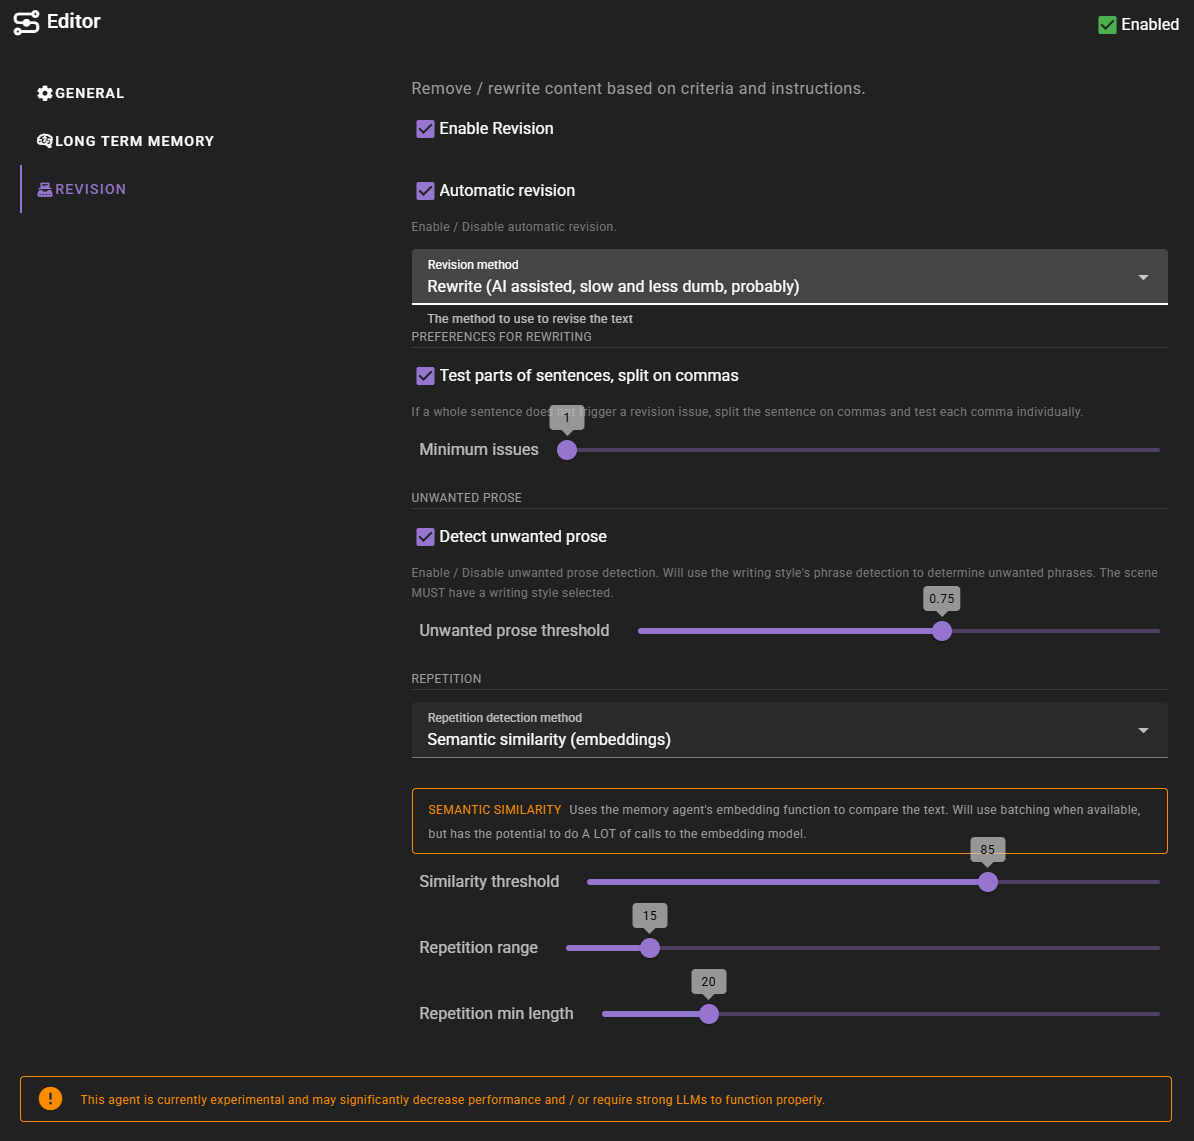 Editor
Enabled
GENERAL
LONG TERM MEMORY
REVISION
Remove / rewrite content based on criteria and instructions.
Enable Revision
Automatic revision
Enable / Disable automatic revision.
Revision method
Rewrite (AI assisted, slow and less dumb, probably)
The method to use to revise the text
PREFERENCES FOR REWRITING
Test parts of sentences, split on commas
If a whole sentence does not trigger a revision issue, split the sentence on commas and test each comma individually.
1
Minimum issues
UNWANTED PROSE
Detect unwanted prose
Enable / Disable unwanted prose detection. Will use the writing style's phrase detection to determine unwanted phrases. The scene
MUST have a writing style selected.
0.75
Unwanted prose threshold
REPETITION
Repetition detection method
Semantic similarity (embeddings)
SEMANTIC SIMILARITY Uses the memory agent's embedding function to compare the text. Will use batching when available,
but has the potential to do A LOT of calls to the embedding model.
85
Similarity threshold
15
Repetition range
20
Repetition min length
This agent is currently experimental and may significantly decrease performance and / or require strong LLMs to function properly.